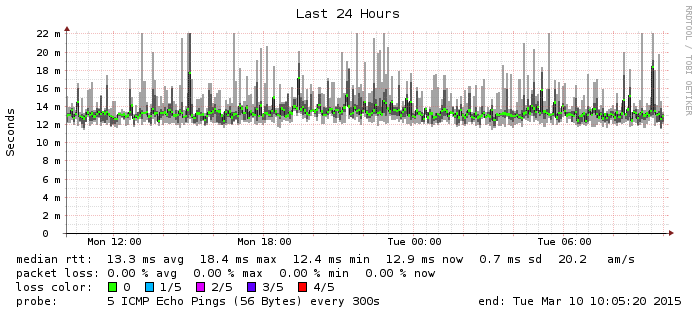 Last 24 Hours
RRDTOOL / TOBI OETIKER
Seconds
22 m
20 m
18 m
16 m
14 m
12 m
10 m
8 m
6 m
4 m
2 m
0
Mon 12:00 Mon 18:00 Tue 00:00 Tue 06:00
median rtt: 13.3 ms avg 18.4 ms max 12.4 ms min 12.9 ms now 0.7 ms sd 20.2 am/s
packet loss: 0.00 % avg 0.00 % max 0.00 % min 0.00 % now
loss color: 0 1/5 2/5 3/5 4/5
probe: 5 ICMP Echo Pings (56 Bytes) every 300s end: Tue Mar 10 10:05:20 2015